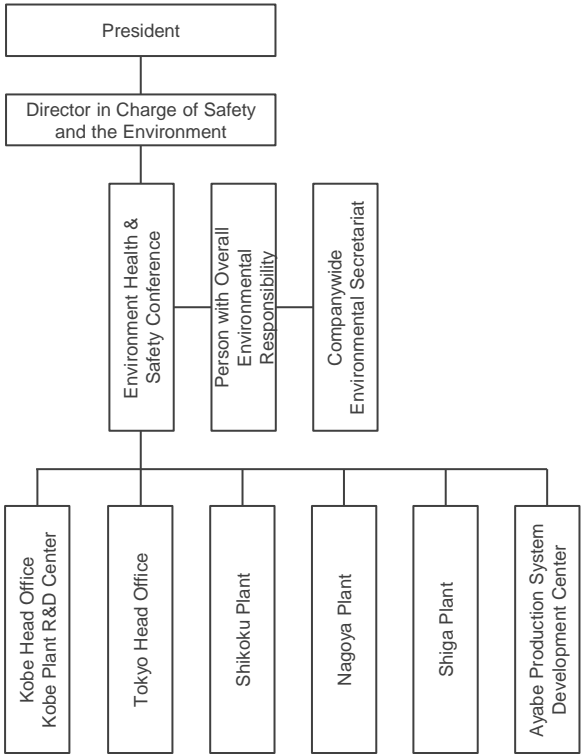 President
Director in Charge of Safety
and the Environment
Environment Health &
Safety Conference
Person with Overall
Environmental
Responsibility
Companywide
Environmental Secretariat
Kobe Head Office
Kobe Plant R&D Center
Tokyo Head Office
Shikoku Plant
Nagoya Plant
Shiga Plant
Ayabe Production System
Development Center